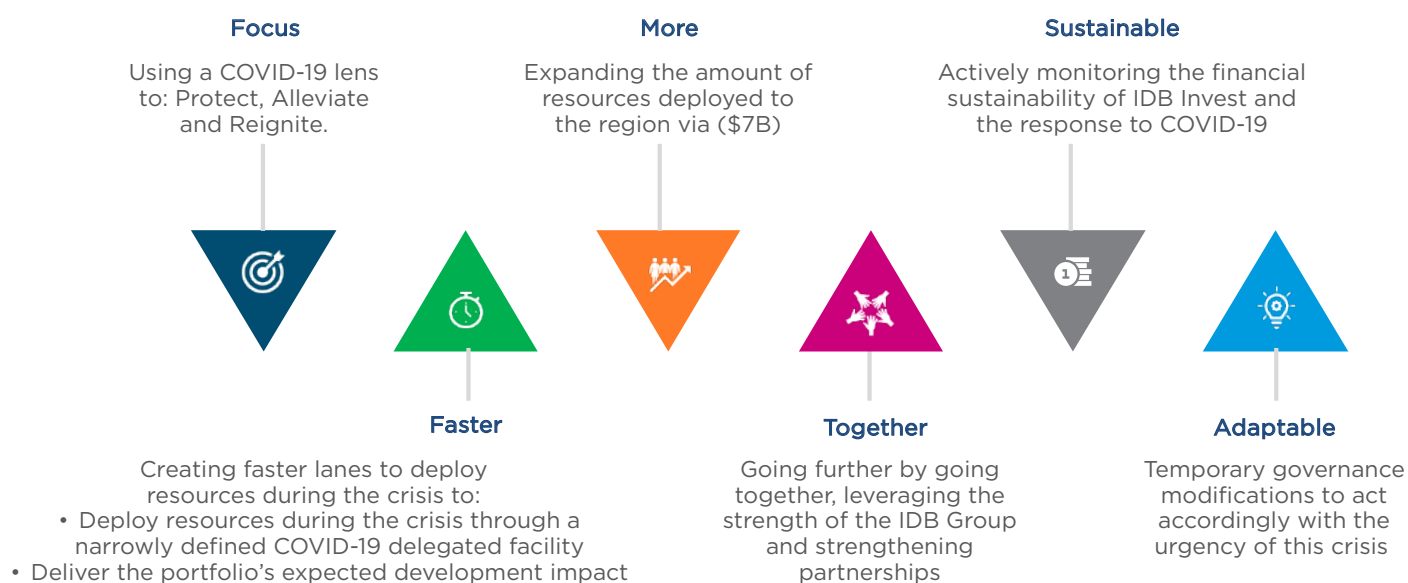 Focus
Using a COVID-19 lens
to: Protect, Alleviate
and Reignite.
More
Expanding the amount of
resources deployed to
the region via ($7B)
Sustainable
Actively monitoring the financial
sustainability of IDB Invest and
the response to COVID-19
1
Faster
Creating faster lanes to deploy
resources during the crisis to:
• Deploy resources during the crisis through a
narrowly defined COVID-19 delegated facility
• Deliver the portfolio’s expected development impact
Together
Going further by going
together, leveraging the
strength of the IDB Group
and strengthening
partnerships
Adaptable
Temporary governance
modifications to act
accordingly with the
urgency of this crisis